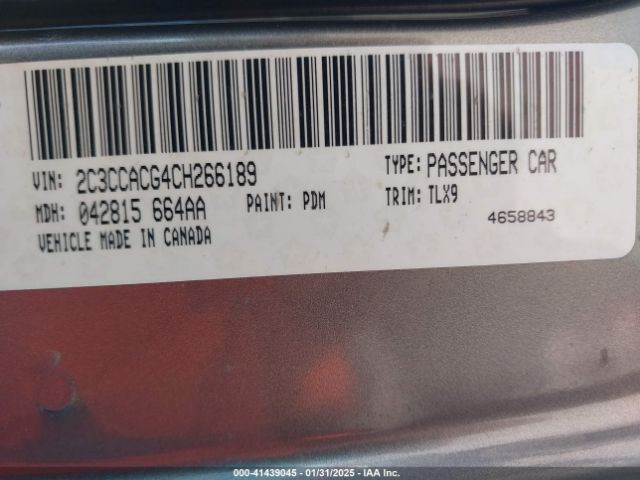 VIN: 2C3CCACG4CH266189 TYPE: PASSENGER CAR
MDH: 042815 664AA PAINT: PDM TRIM: TLX9
VEHICLE MADE IN CANADA 4658843
000-41439045 - 01/31/2025 - IAA Inc.